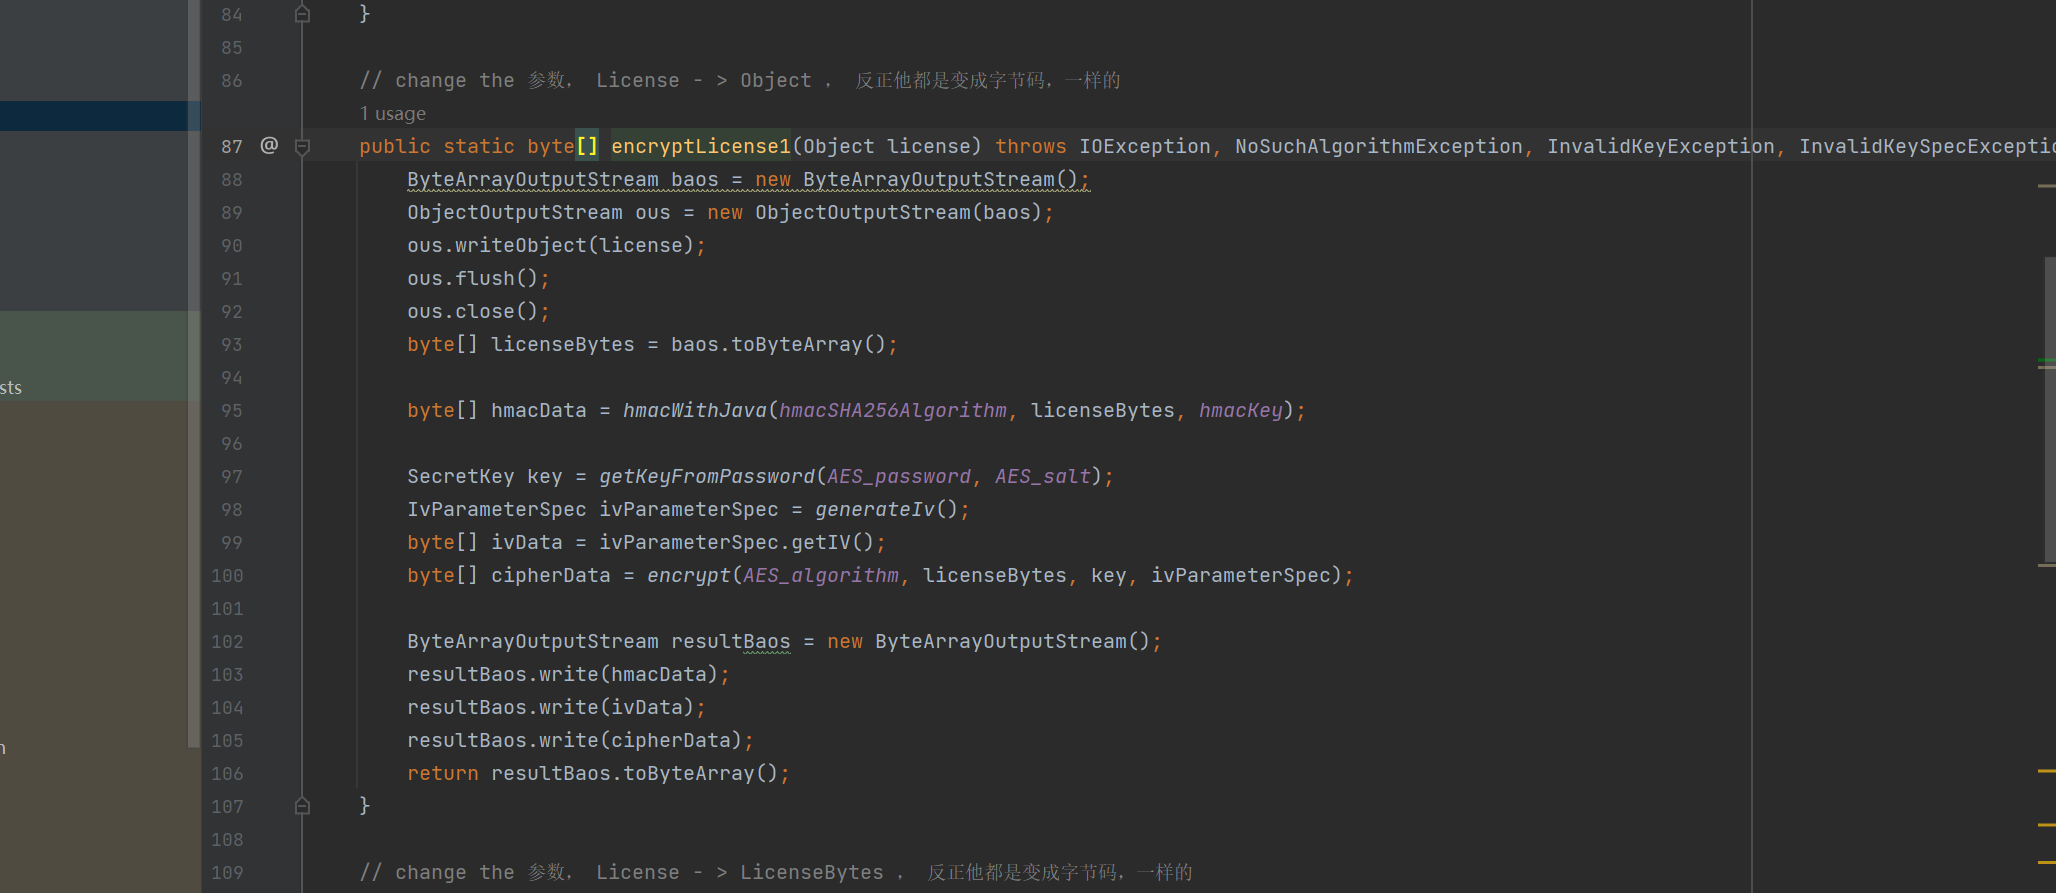 84 }
85
86 // change the 参数， License - > Object ， 反正他都是变成字节码，一样的
1 usage
87 @ public static byte[] encryptLicense1(Object license) throws IOException, NoSuchAlgorithmException, InvalidKeyException, InvalidKeySpecExceptio
88 ByteArrayOutputStream baos = new ByteArrayOutputStream();
89 ObjectOutputStream ous = new ObjectOutputStream(baos);
90 ous.writeObject(license);
91 ous.flush();
92 ous.close();
93 byte[] licenseBytes = baos.toByteArray();
94
sts
95 byte[] hmacData = hmacWithJava(hmacSHA256Algorithm, licenseBytes, hmacKey);
96
97 SecretKey key = getKeyFromPassword(AES_password, AES_salt);
98 IvParameterSpec ivParameterSpec = generateIv();
99 byte[] ivData = ivParameterSpec.getIV();
100 byte[] cipherData = encrypt(AES_algorithm, licenseBytes, key, ivParameterSpec);
101
102 ByteArrayOutputStream resultBaos = new ByteArrayOutputStream();
103 resultBaos.write(hmacData);
104 resultBaos.write(ivData);
105 resultBaos.write(cipherData);
106 return resultBaos.toByteArray();
107 }
108
109 // change the 参数， License - > LicenseBytes ， 反正他都是变成字节码，一样的